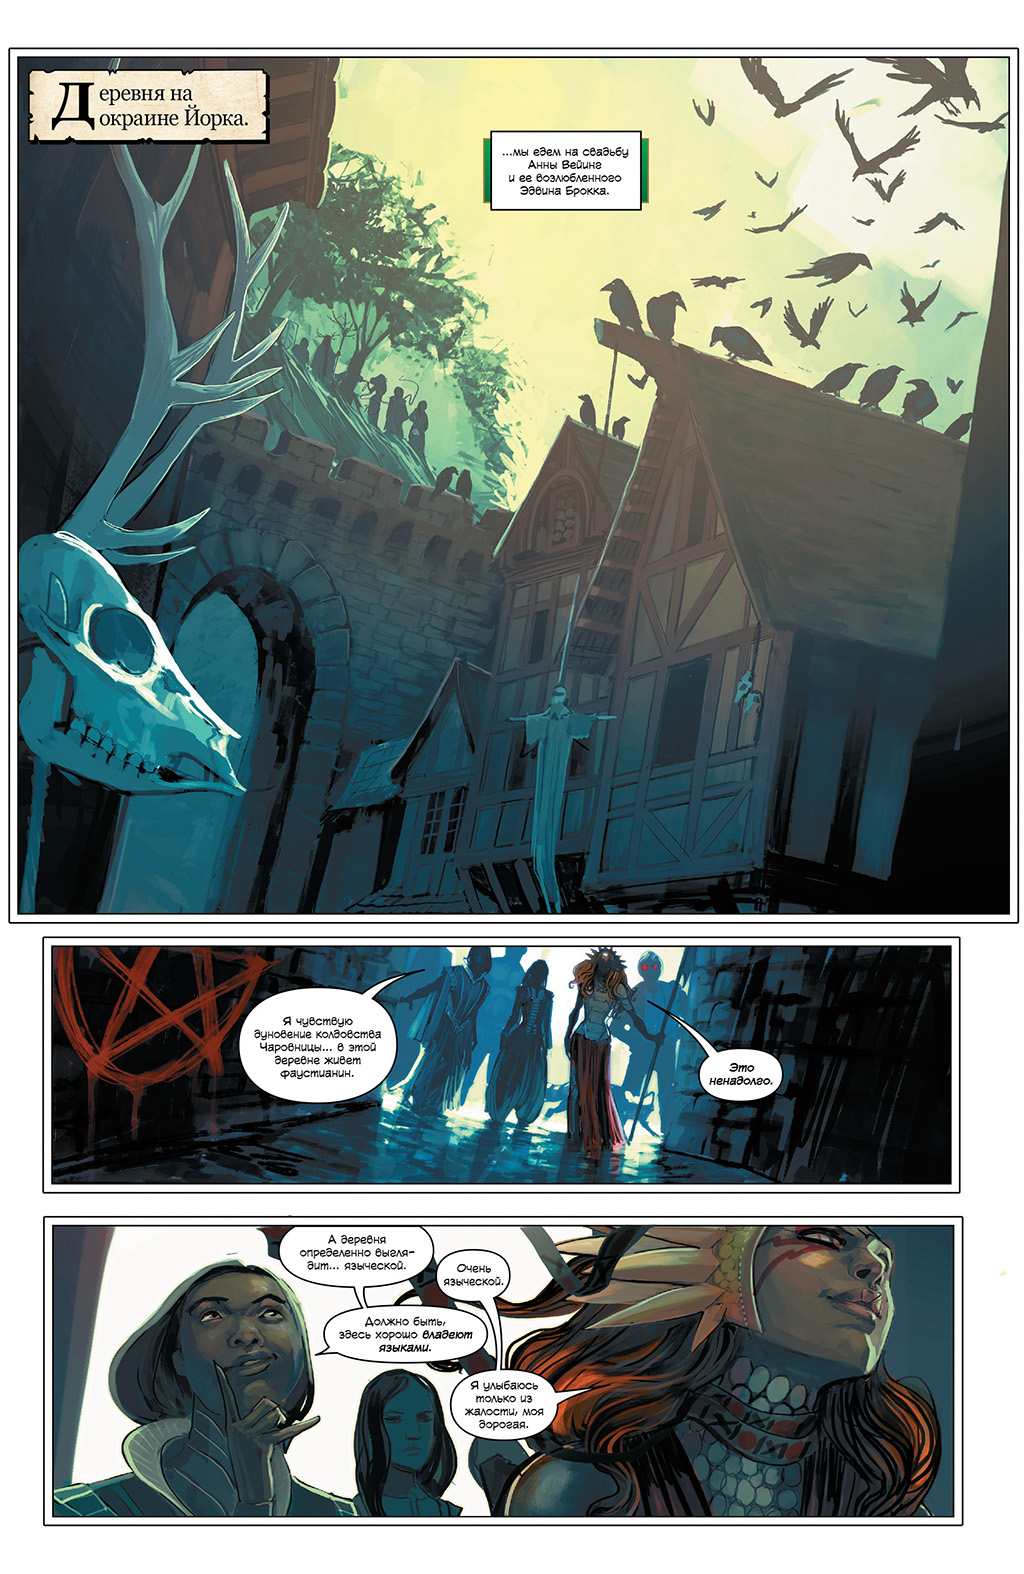 Деревня на
окраине Йорка.
...мы едем на свадьбу
Анны Вейинг
и ее возлюбленного
Эдвина Брокка.
Я чувствую
дуновение колдовства
Чаровницы... в этой
деревне живет
фаустианин.
Это
ненадолго.
А деревня
определенно выгля-
дит... языческой.
Очень
языческой.
Должно быть,
здесь хорошо владеют
языками.
Я улыбаюсь
только из
жалости, моя
дорогая.